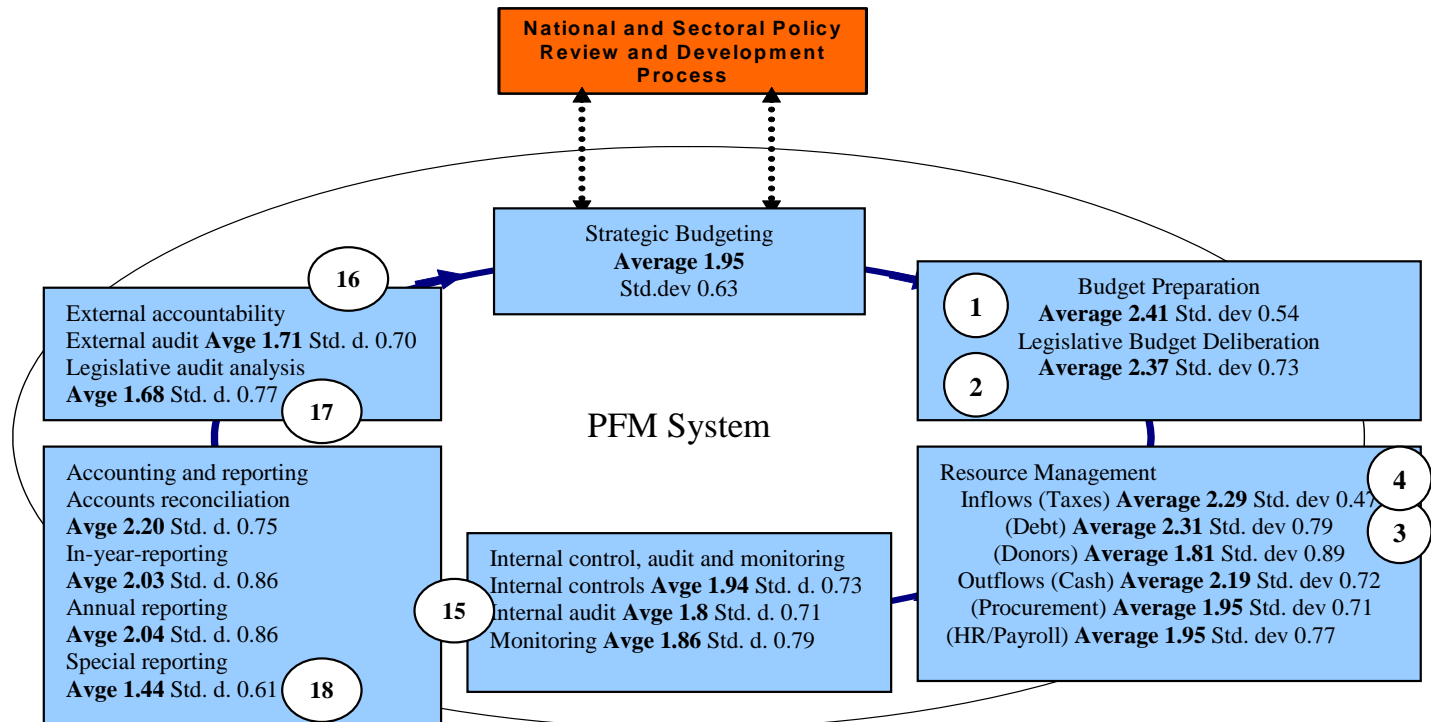 National and Sectoral Policy
Review and Development
Process
Strategic Budgeting
Average 1.95
Std.dev 0.63
16
External accountability
External audit Avge 1.71 Std. d. 0.70
Legislative audit analysis
Avge 1.68 Std. d. 0.77
17
1
Budget Preparation
Average 2.41 Std. dev 0.54
Legislative Budget Deliberation
Average 2.37 Std. dev 0.73
2
PFM System
Accounting and reporting
Accounts reconciliation
Avge 2.20 Std. d. 0.75
In-year-reporting
Avge 2.03 Std. d. 0.86
Annual reporting
Avge 2.04 Std. d. 0.86
Special reporting
Avge 1.44 Std. d. 0.61
18
15
Internal control, audit and monitoring
Internal controls Avge 1.94 Std. d. 0.73
Internal audit Avge 1.8 Std. d. 0.71
Monitoring Avge 1.86 Std. d. 0.79
Resource Management
4
Inflows (Taxes) Average 2.29 Std. dev 0.47
(Debt) Average 2.31 Std. dev 0.79
3
(Donors) Average 1.81 Std. dev 0.89
Outflows (Cash) Average 2.19 Std. dev 0.72
(Procurement) Average 1.95 Std. dev 0.71
(HR/Payroll) Average 1.95 Std. dev 0.77